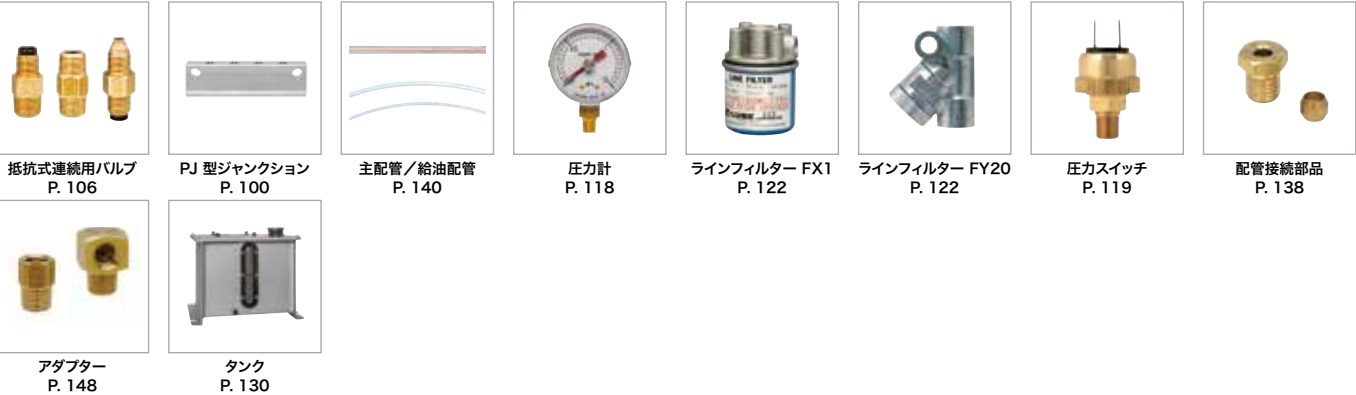 抵抗式連続用バルブ
P. 106
PJ 型ジャンクション
P. 100
主配管／給油配管
P. 140
圧力計
P. 118
LINE FILTER
ラインフィルター FX1
P. 122
ラインフィルター FY20
P. 122
圧力スイッチ
P. 119
配管接続部品
P. 138
アダプター
P. 148
タンク
P. 130